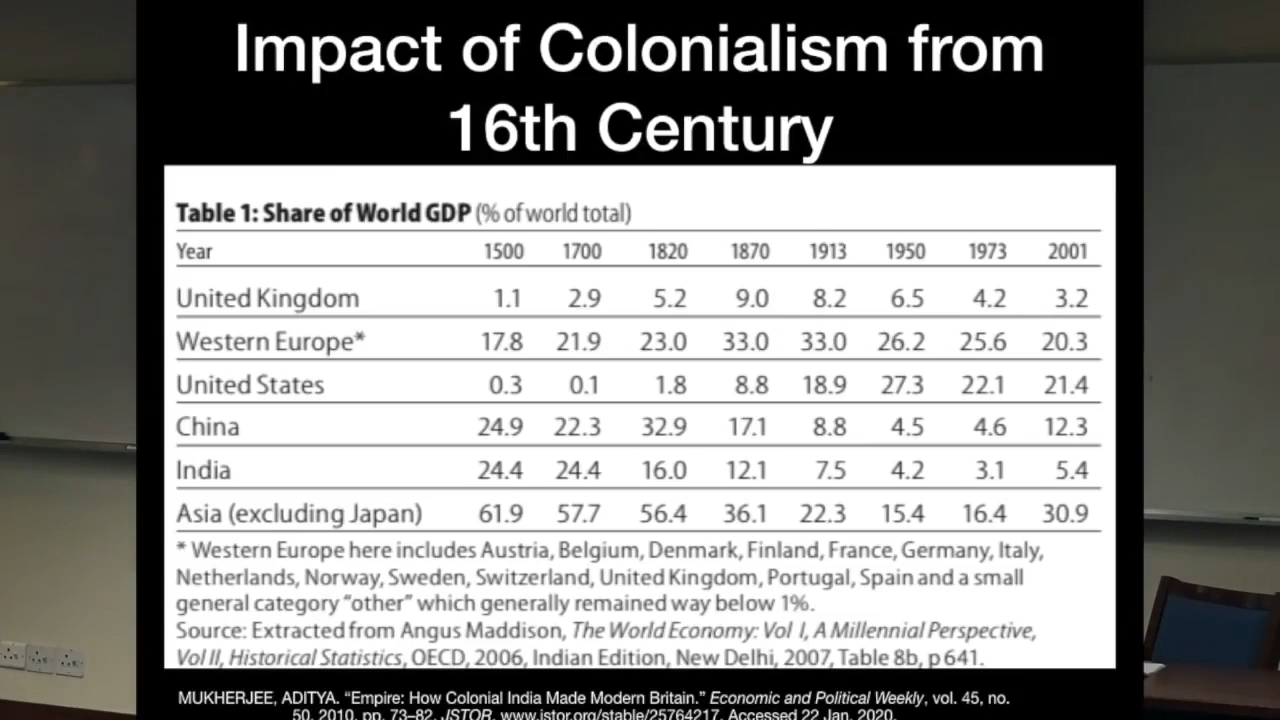 Impact of Colonialism from
16th Century
Table 1: Share of World GDP (% of world total)
Year 1500 1700 1820 1870 1913 1950 1973 2001
United Kingdom 1.1 2.9 5.2 9.0 8.2 6.5 4.2 3.2
Western Europe* 17.8 21.9 23.0 33.0 33.0 26.2 25.6 20.3
United States 0.3 0.1 1.8 8.8 18.9 27.3 22.1 21.4
China 24.9 22.3 32.9 17.1 8.8 4.5 4.6 12.3
India 24.4 24.4 16.0 12.1 7.5 4.2 3.1 5.4
Asia (excluding Japan) 61.9 57.7 56.4 36.1 22.3 15.4 16.4 30.9
* Western Europe here includes Austria, Belgium, Denmark, Finland, France, Germany, Italy,
Netherlands, Norway, Sweden, Switzerland, United Kingdom, Portugal, Spain and a small
general category “other” which generally remained way below 1%.
Source: Extracted from Angus Maddison, The World Economy: Vol I, A Millennial Perspective,
Vol II, Historical Statistics, OECD, 2006, Indian Edition, New Delhi, 2007, Table 8b, p 641.
MUKHERJEE, ADITYA. “Empire: How Colonial India Made Modern Britain.” Economic and Political Weekly, vol. 45, no.
50, 2010, pp. 73–82. JSTOR, www.jstor.org/stable/25764217. Accessed 22 Jan. 2020.